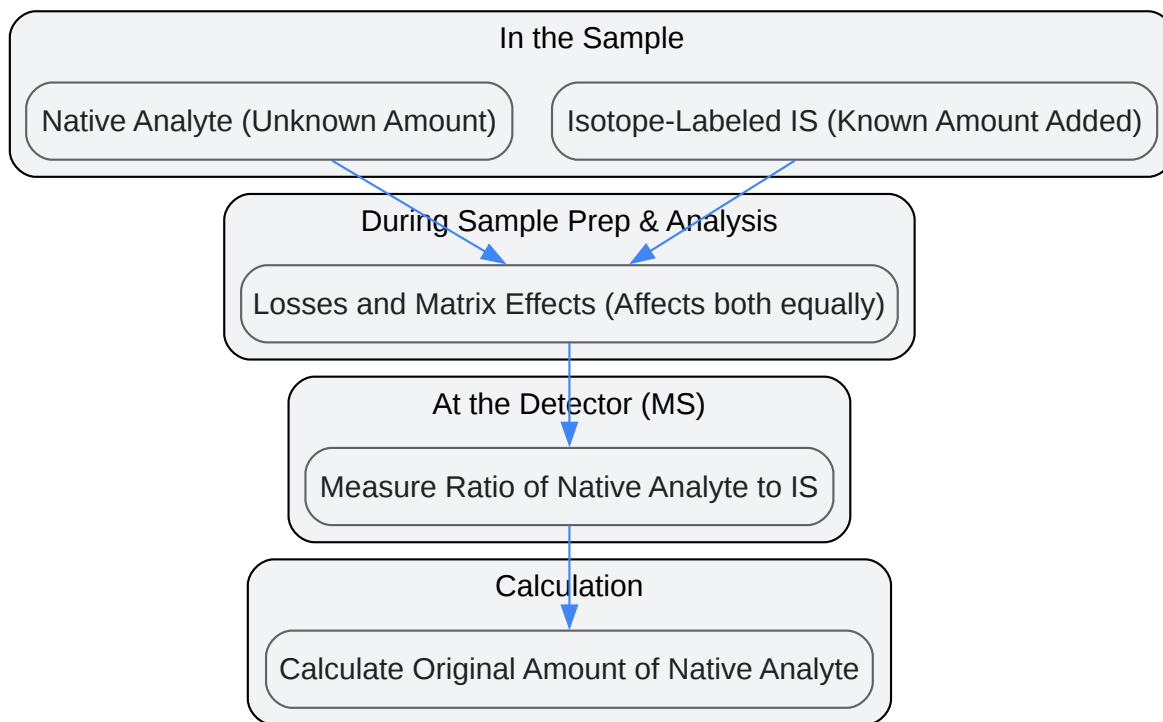 In the Sample
Native Analyte (Unknown Amount)
Isotope-Labeled IS (Known Amount Added)
During Sample Prep & Analysis
Losses and Matrix Effects (Affects both equally)
At the Detector (MS)
Measure Ratio of Native Analyte to IS
Calculation
Calculate Original Amount of Native Analyte